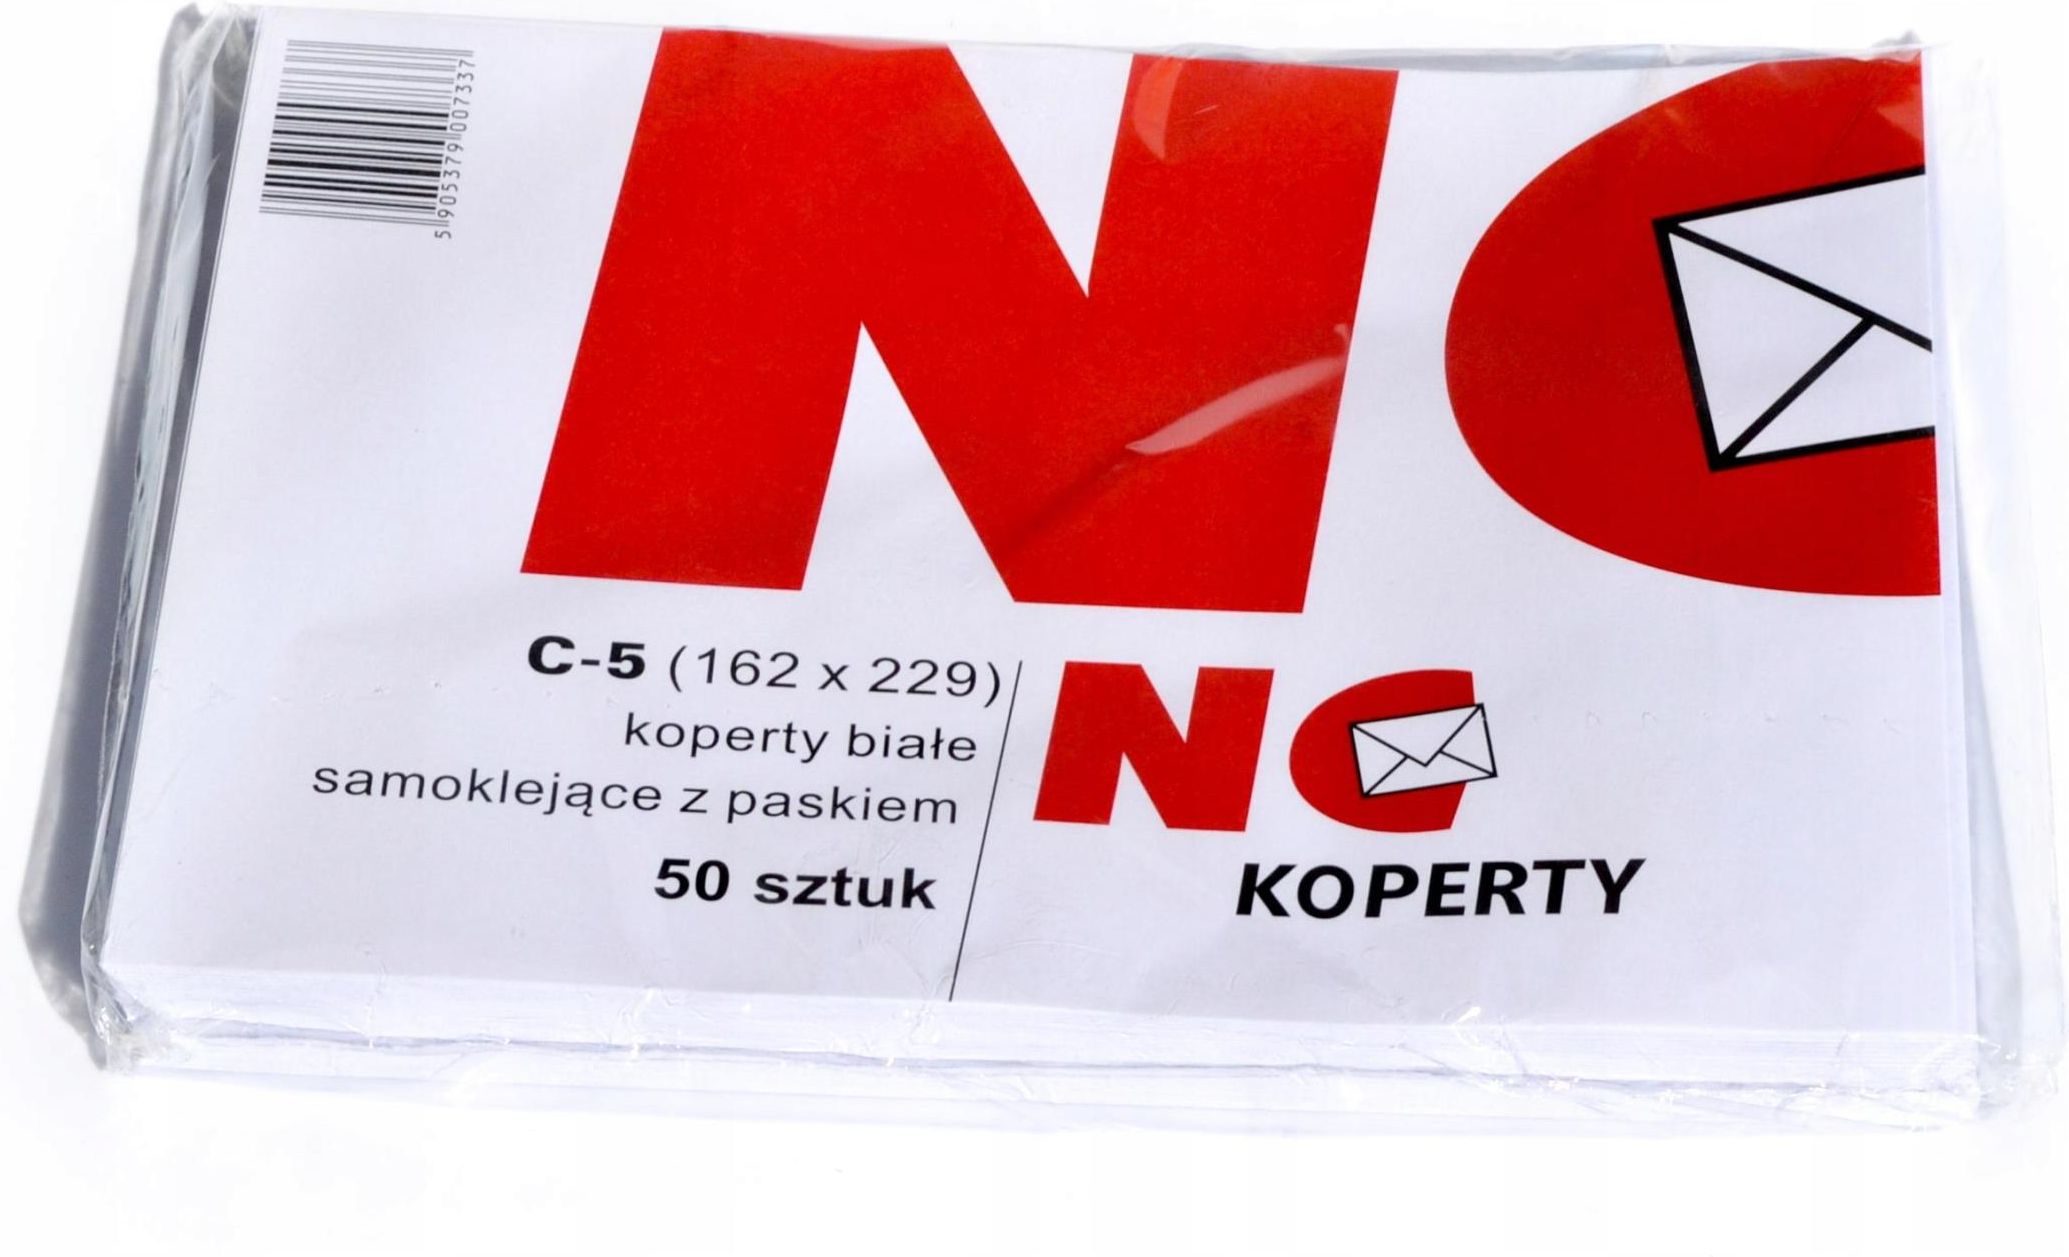 5905379007337
NC
C-5 (162 x 229)
koperty białe
samoklejące z paskiem
50 sztuk
NC
KOPERTY